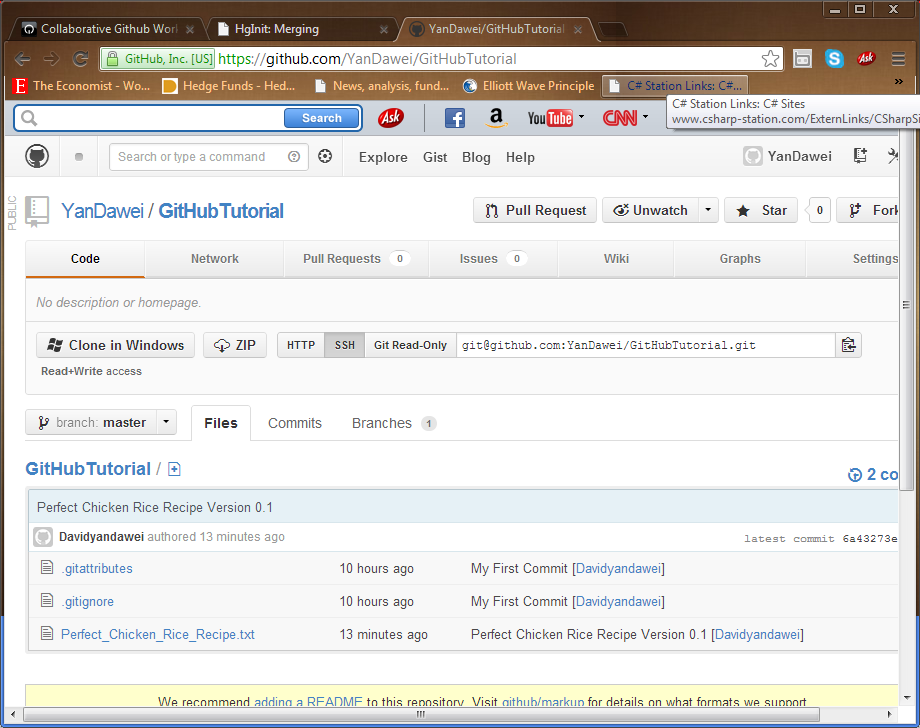 Collaborative Github Worl
HgInit: Merging
YanDawei/GitHubTutorial
GitHub, Inc. [US] https://github.com/YanDawei/GitHubTutorial
Ask
The Economist - Wo... Hedge Funds - Hed... News, analysis, fund... Elliott Wave Principle C# Station Links: C#... »
C# Station Links: C# Sites
www.csharp-station.com/ExternLinks/CSharpSi
Search Ask YouTube CNN
Search or type a command Explore Gist Blog Help YanDawei
PUBLIC
YanDawei / GitHubTutorial Pull Request Unwatch Star 0 Fork
Code Network Pull Requests 0 Issues 0 Wiki Graphs Settings
No description or homepage.
Clone in Windows ZIP HTTP SSH Git Read-Only git@github.com:YanDawei/GitHubTutorial.git
Read+Write access
branch: master Files Commits Branches 1
GitHubTutorial / 2 co
Perfect Chicken Rice Recipe Version 0.1
Davidyandawei authored 13 minutes ago latest commit 6a43273e
.gitattributes 10 hours ago My First Commit [Davidyandawei]
.gitignore 10 hours ago My First Commit [Davidyandawei]
Perfect_Chicken_Rice_Recipe.txt 13 minutes ago Perfect Chicken Rice Recipe Version 0.1 [Davidyandawei]
We recommend adding a README to this repository. Visit github/markup for details on what formats we support